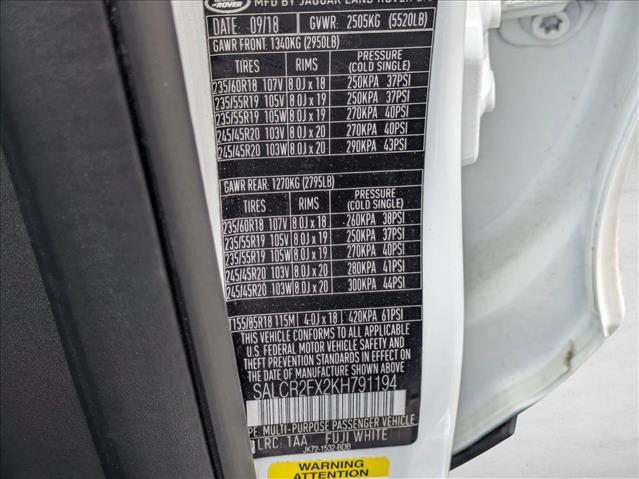 ROVER MFD BY JAGUAR LAND ROVER
DATE: 09/18 GVWR: 2505KG (5520LB)
GAWR FRONT: 1340KG (2950LB)
TIRES RIMS PRESSURE (COLD SINGLE)
235/60R18 107V 8.0J x 18 250KPA 37PSI
235/55R19 105V 8.0J x 19 250KPA 37PSI
235/55R19 105W 8.0J x 19 270KPA 40PSI
245/45R20 103V 8.0J x 20 270KPA 40PSI
245/45R20 103W 8.0J x 20 290KPA 43PSI
GAWR REAR: 1270KG (2795LB)
TIRES RIMS PRESSURE (COLD SINGLE)
235/60R18 107V 8.0J x 18 260KPA 38PSI
235/55R19 105V 8.0J x 19 250KPA 37PSI
235/55R19 105W 8.0J x 19 270KPA 40PSI
245/45R20 103V 8.0J x 20 280KPA 41PSI
245/45R20 103W 8.0J x 20 300KPA 44PSI
T155/85R18 115M 4.0J x 18 420KPA 61PSI
THIS VEHICLE CONFORMS TO ALL APPLICABLE
U.S. FEDERAL MOTOR VEHICLE SAFETY AND
THEFT PREVENTION STANDARDS IN EFFECT
ON THE DATE OF MANUFACTURE SHOWN ABOVE
SALCR2FX2KH791194
TYPE: MULTI-PURPOSE PASSENGER VEHICLE
LRC: 1AA FUJI WHITE
JK72-1532-BDB
WARNING
ATTENTION